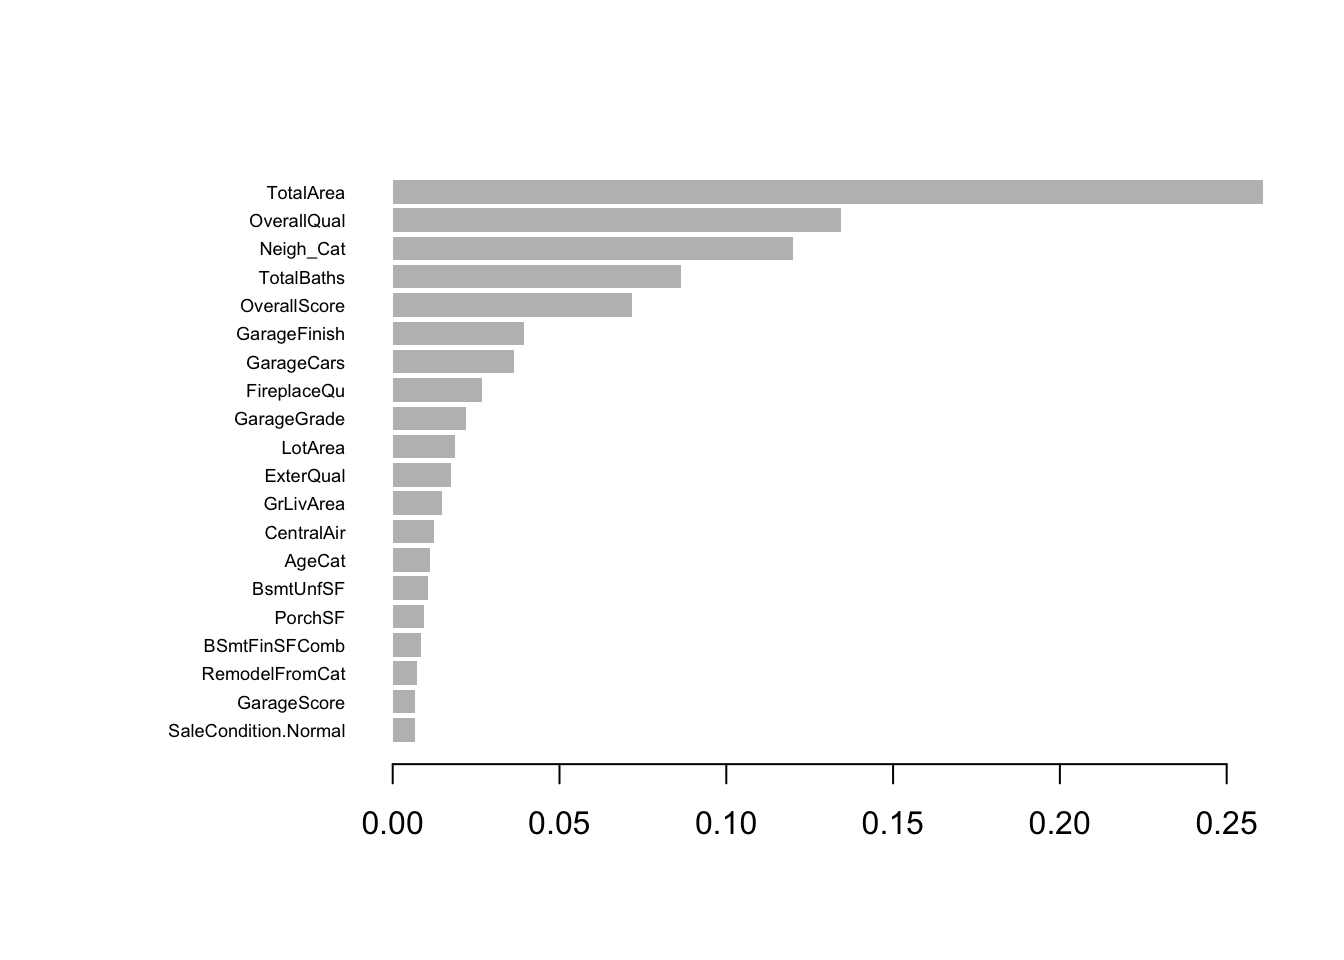 TotalArea
OverallQual
Neigh_Cat
TotalBaths
OverallScore
GarageFinish
GarageCars
FireplaceQu
GarageGrade
LotArea
ExterQual
GrLivArea
CentralAir
AgeCat
BsmtUnfSF
PorchSF
BSmtFinSFComb
RemodelFromCat
GarageScore
SaleCondition.Normal
0.00 0.05 0.10 0.15 0.20 0.25